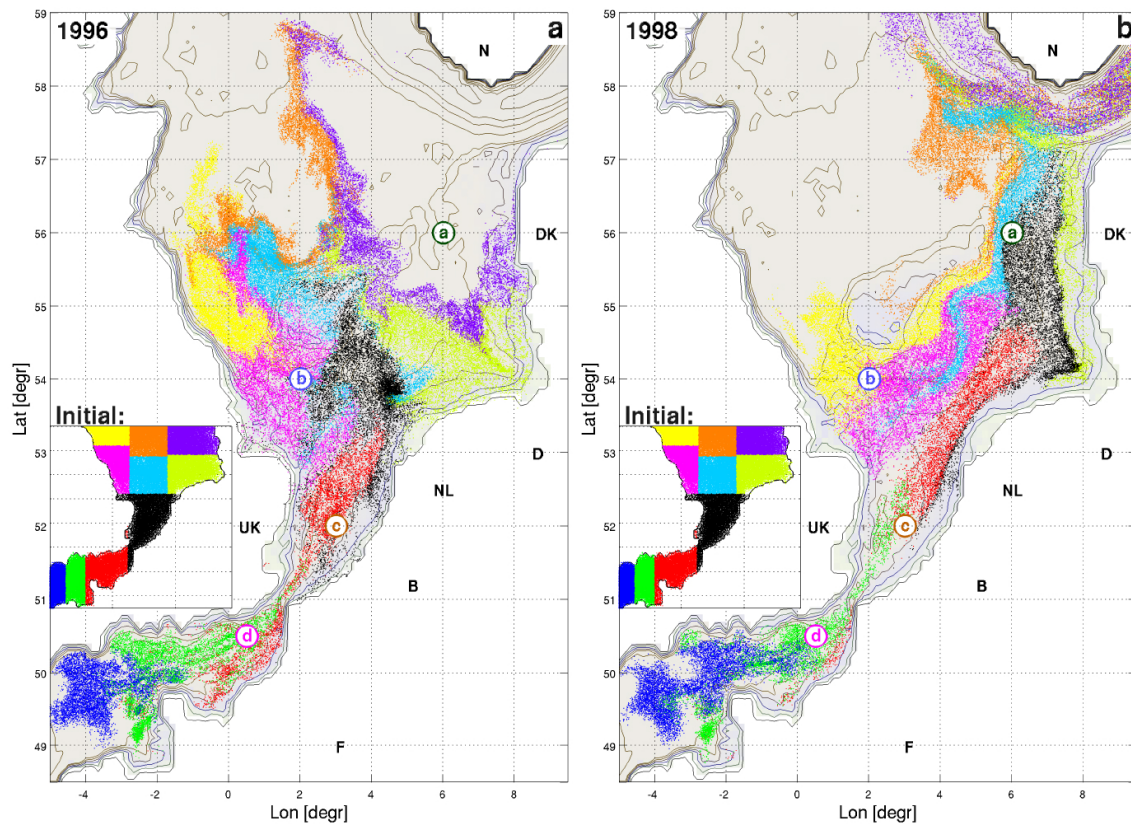 1996
a
N
DK
a
b
D
NL
c
UK
B
d
F
Initial:
59
58
57
56
55
54
53
52
51
50
49
Lat [degr]
-4 -2 0 2 4 6 8
Lon [degr]
1998
b
N
DK
a
b
D
NL
c
UK
B
d
F
Initial:
59
58
57
56
55
54
53
52
51
50
49
Lat [degr]
-4 -2 0 2 4 6 8
Lon [degr]